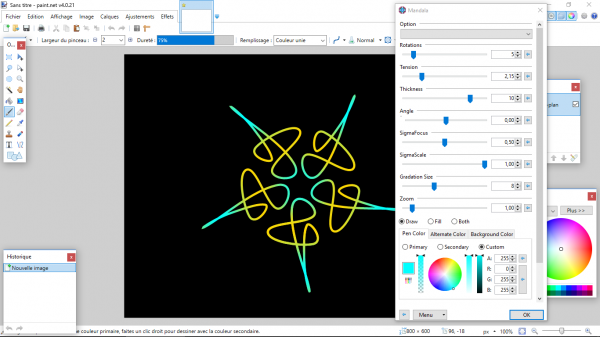 Sans titre - paint.net v4.0.21
Fichier Edition Affichage Image Calques Ajustements Effets
Largeur du pinceau : 2 Dureté : 75% Remplissage : Couleur unie Normal
O...
Mandala
Option
Rotations
5
Tension
2,15
Thickness
10
Angle
0,00
SigmaFocus
0,50
SigmaScale
1,00
Gradation Size
8
Zoom
1,00
Draw Fill Both
Pen Color Alternate Color Background Color
Primary Secondary Custom
A: 255
R: 0
G: 255
B: 255
Menu OK
-plan
Plus >>
Historique
Nouvelle image
couleur primaire, faites un clic droit pour dessiner avec la couleur secondaire.
800 × 600 96, -18 px 100%